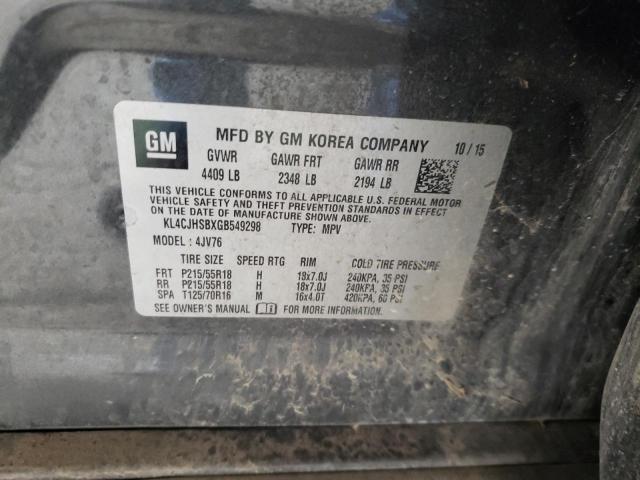 GM
MFD BY GM KOREA COMPANY 10/15
GVWR GAWR FRT GAWR RR
4409 LB 2348 LB 2194 LB
THIS VEHICLE CONFORMS TO ALL APPLICABLE U.S. FEDERAL MOTOR
VEHICLE SAFETY AND THEFT PREVENTION STANDARDS IN EFFECT
ON THE DATE OF MANUFACTURE SHOWN ABOVE.
KL4CJHSBXGB549298 TYPE: MPV
MODEL: 4JV76
TIRE SIZE SPEED RTG RIM COLD TIRE PRESSURE
FRT P215/55R18 H 18x7.0J 240KPA, 35 PSI
RR P215/55R18 H 18x7.0J 240KPA, 35 PSI
SPA T125/70R16 M 16x4.0T 420KPA, 60 PSI
SEE OWNER'S MANUAL FOR MORE INFORMATION.